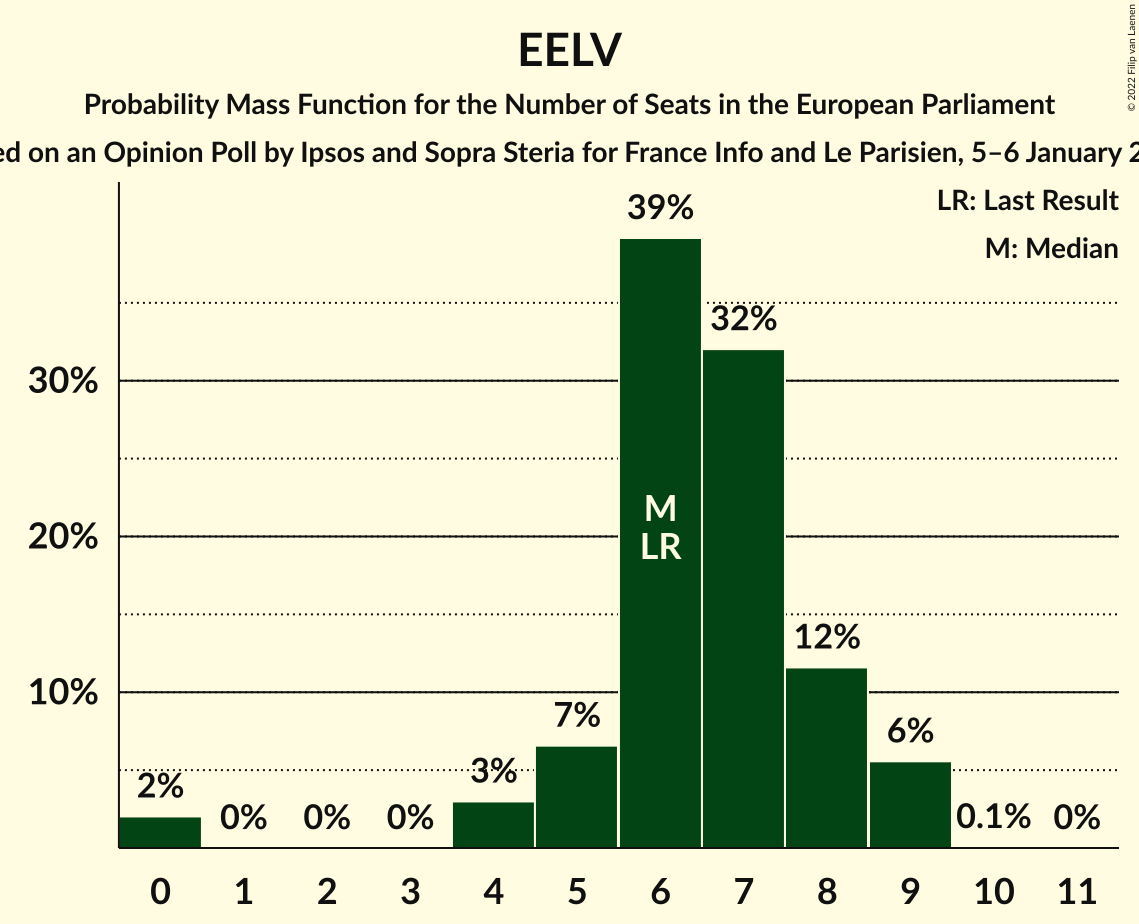 EELV
Probability Mass Function for the Number of Seats in the European Parliament
on an Opinion Poll by Ipsos and Sopra Steria for France Info and Le Parisien, 5–6 January
© 2022 Filip van Laenen
LR: Last Result
M: Median
39%
32%
30%
M
LR
20%
12%
10%
7%
6%
3%
2%
0%
0%
0%
0.1%
0%
0 1 2 3 4 5 6 7 8 9 10 11